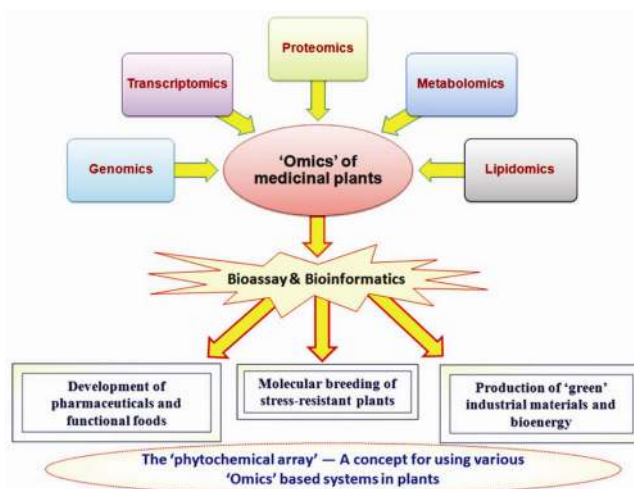 Proteomics
Transcriptomics
Metabolomics
Genomics
'Omics' of
medicinal plants
Lipidomics
Bioassay & Bioinformatics
Development of
pharmaceuticals and
functional foods
Molecular breeding of
stress-resistant plants
Production of 'green'
industrial materials and
bioenergy
The 'phytochemical array' — A concept for using various
'Omics' based systems in plants